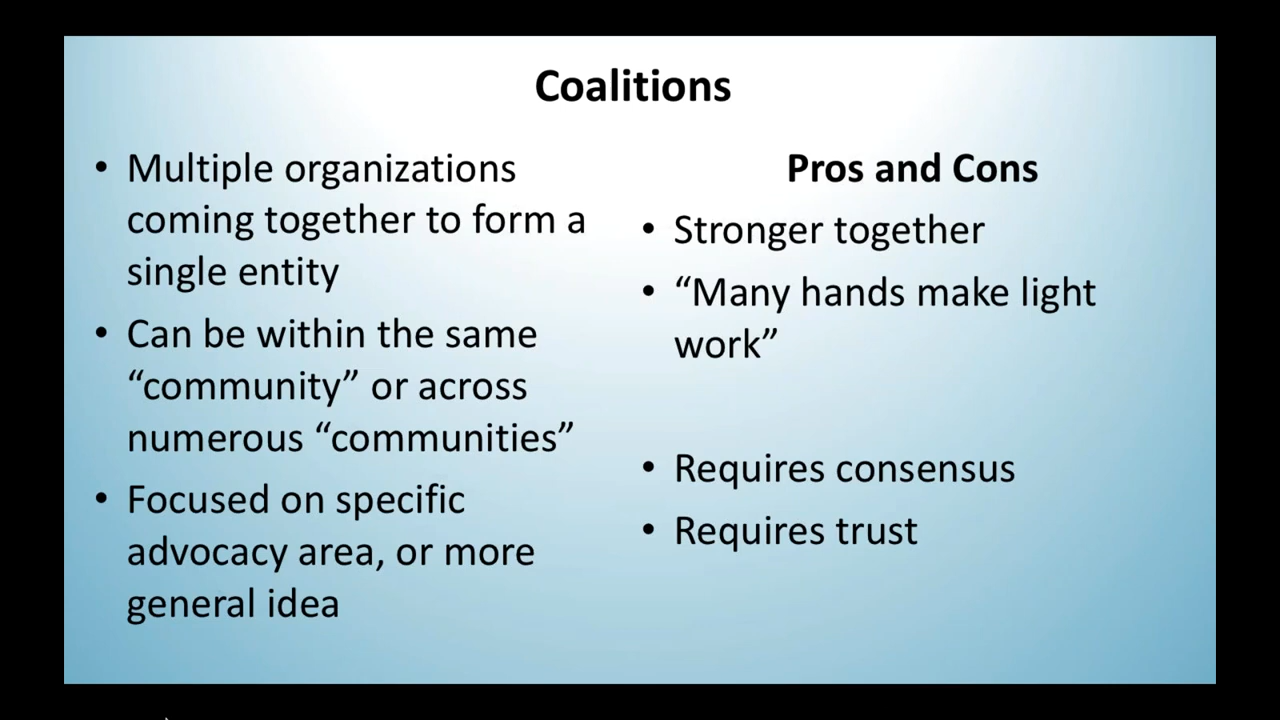 Coalitions
• Multiple organizations
coming together to form a
single entity
• Can be within the same
“community” or across
numerous “communities”
• Focused on specific
advocacy area, or more
general idea
Pros and Cons
• Stronger together
• “Many hands make light
work”
• Requires consensus
• Requires trust